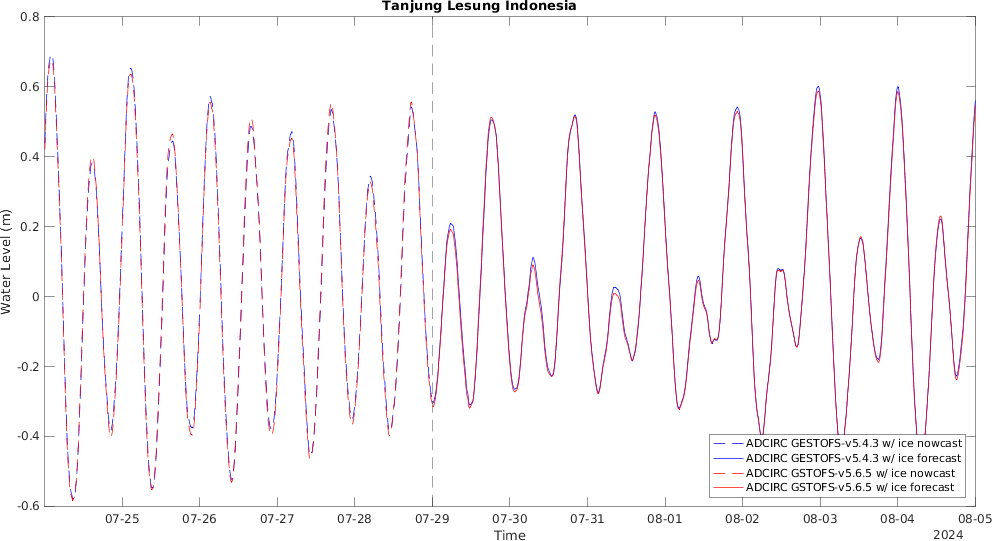 Tanjung Lesung Indonesia
0.8
0.6
0.4
0.2
0
-0.2
-0.4
-0.6
Water Level (m)
07-25 07-26 07-27 07-28 07-29 07-30 07-31 08-01 08-02 08-03 08-04 08-05
Time
2024
ADCIRC GESTOFS-v5.4.3 w/ ice nowcast
ADCIRC GESTOFS-v5.4.3 w/ ice forecast
ADCIRC GSTOFS-v5.6.5 w/ ice nowcast
ADCIRC GSTOFS-v5.6.5 w/ ice forecast